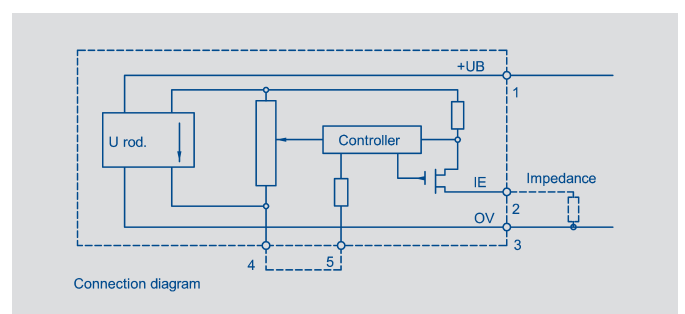 +UB
1
U rod.
Controller
IE
Impedance
2
OV
3
4
5
Connection diagram